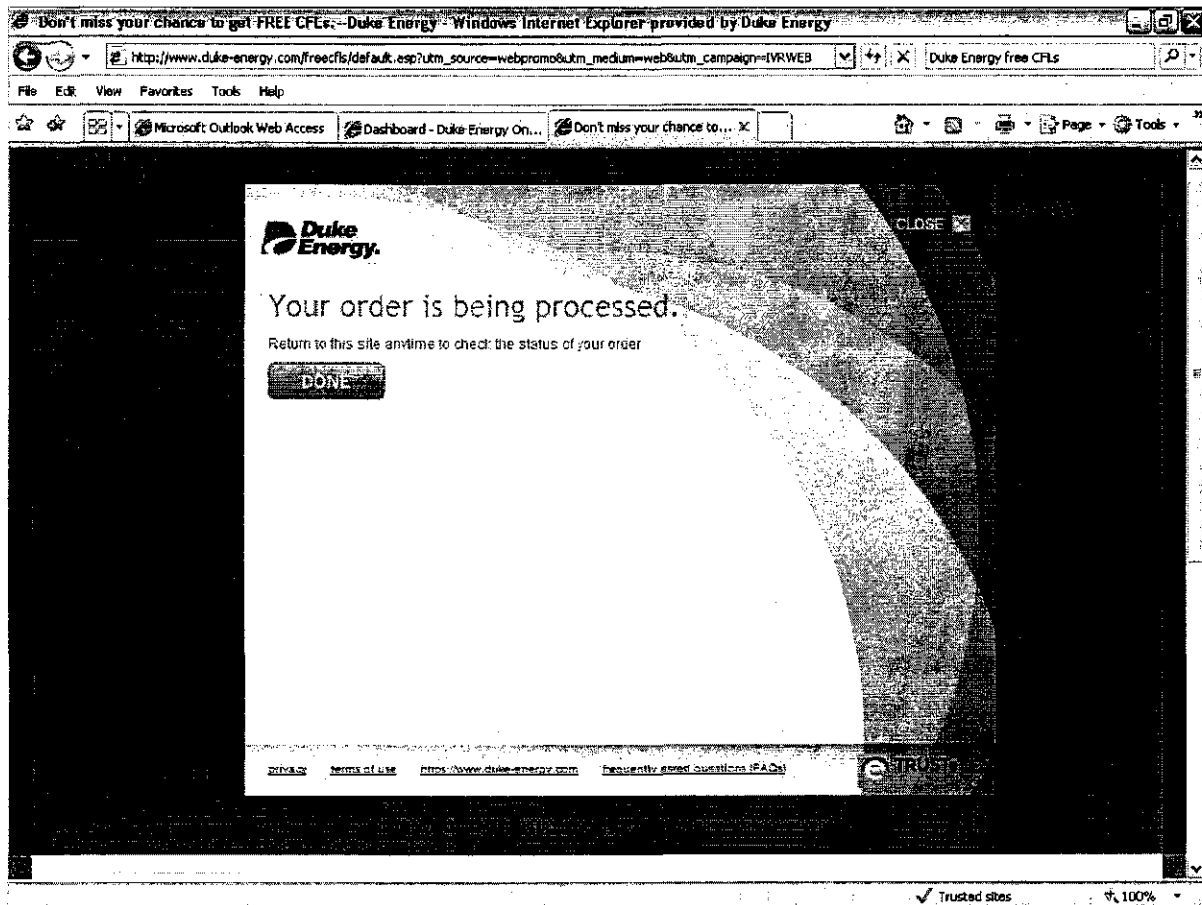 Don't miss your chance to get FREE CFLs. - Duke Energy - Windows Internet Explorer provided by Duke Energy
http://www.duke-energy.com/freecfls/default.asp?utm_source=webpromo&utm_medium=web&utm_campaign=IVRWEB
Duke Energy free CFLs
File Edit View Favorites Tools Help
Microsoft Outlook Web Access
Dashboard - Duke Energy On...
Don't miss your chance to...
Page
Tools
CLOSE
Duke
Energy.
Your order is being processed.
Return to this site anytime to check the status of your order
DONE
privacy terms of use https://www.duke-energy.com frequently asked questions (FAQs)
Trusted sites
100%